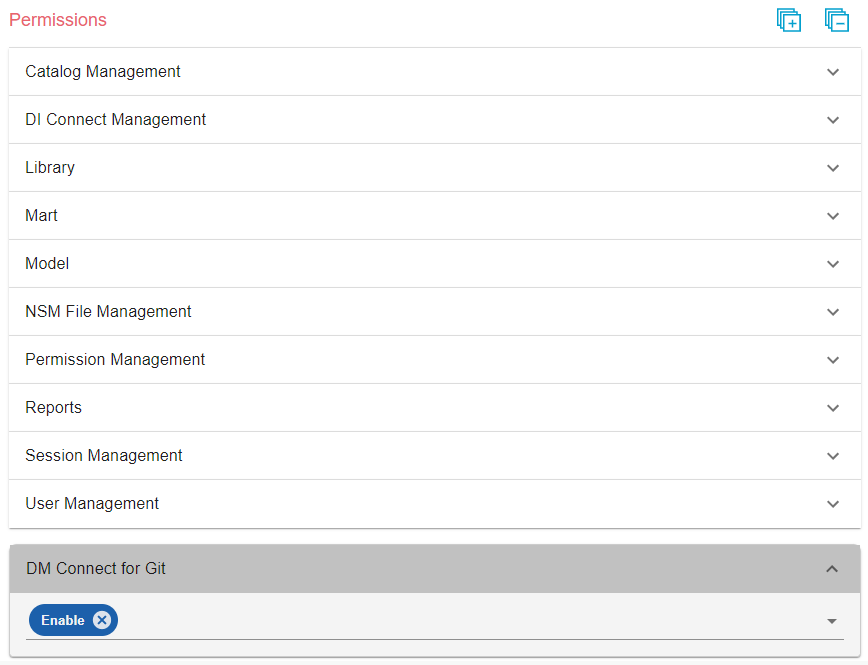 Permissions
Catalog Management
DI Connect Management
Library
Mart
Model
NSM File Management
Permission Management
Reports
Session Management
User Management
DM Connect for Git
Enable